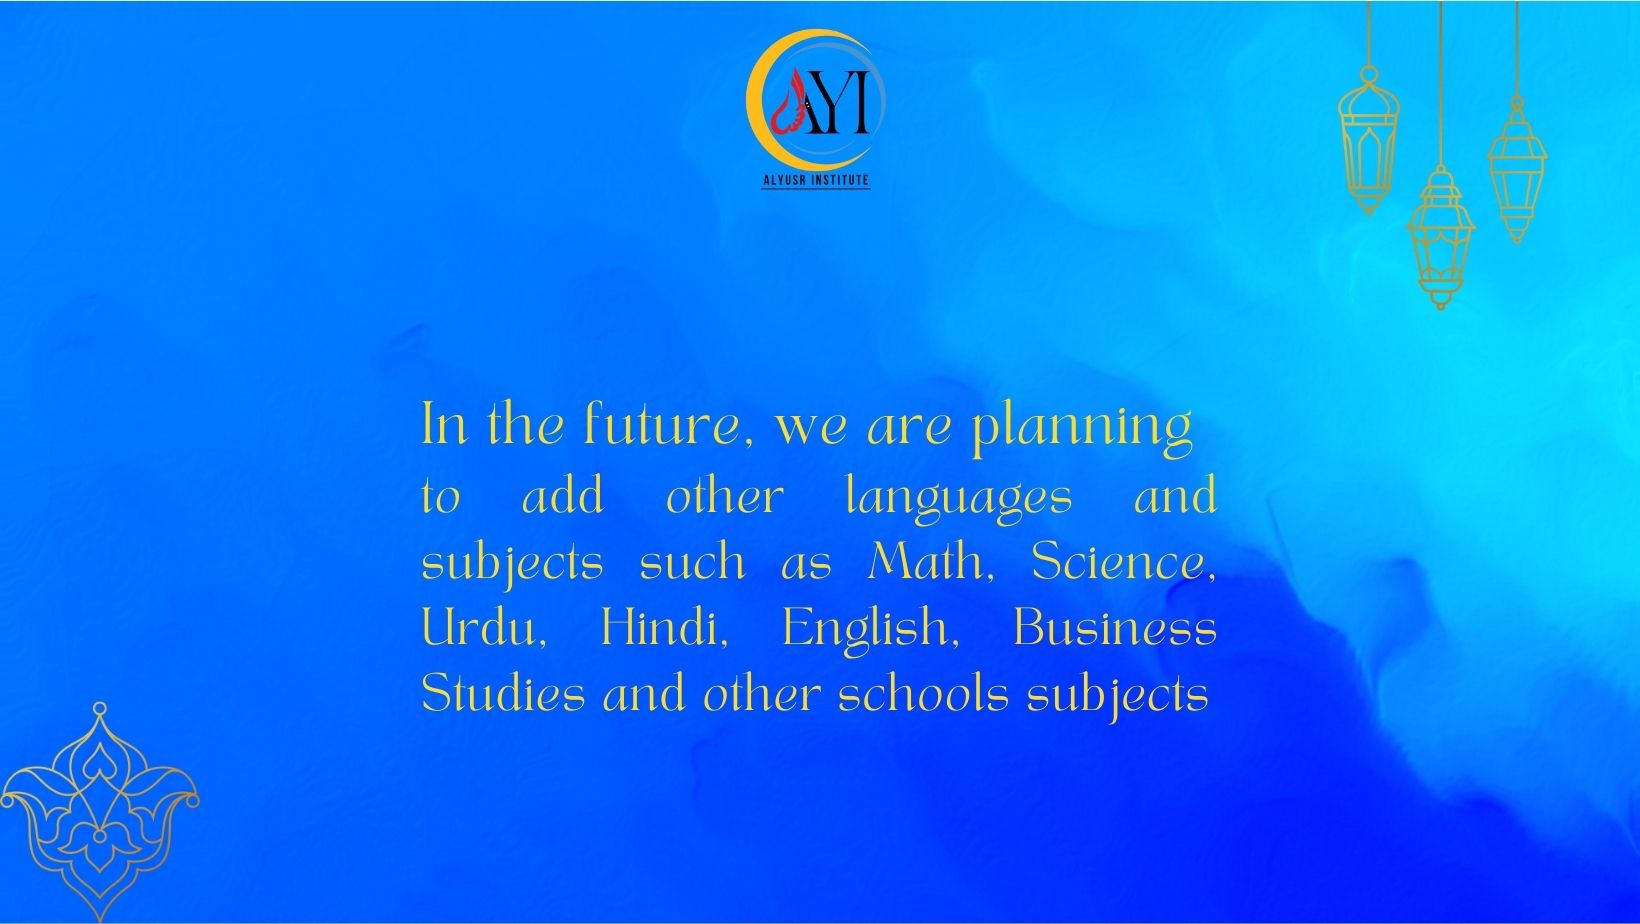 AYI
ALYUSR INSTITUTE
In the future, we are planning
to add other languages and
subjects such as Math, Science,
Urdu, Hindi, English, Business
Studies and other schools subjects